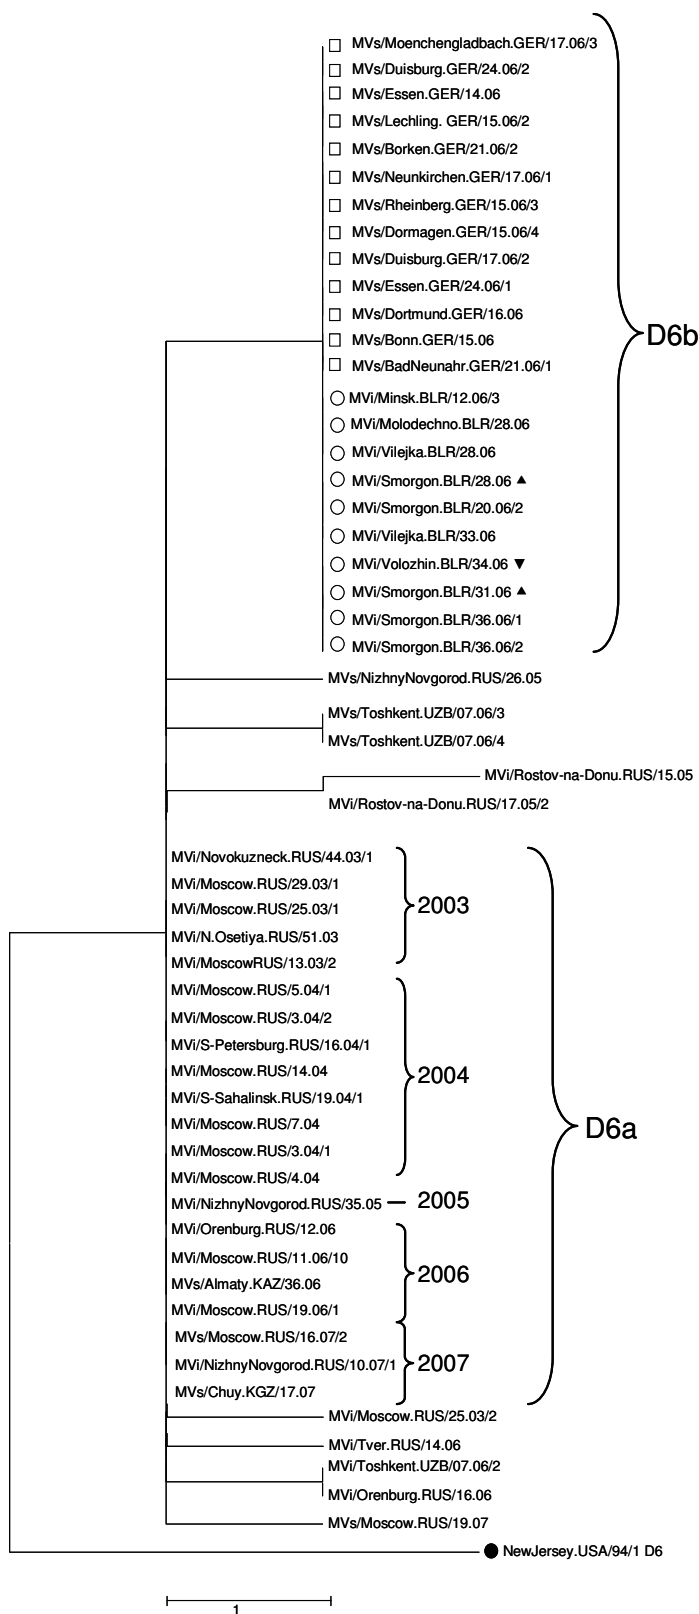 MVs/Moenchengladbach.GER/17.06/3
MVs/Duisburg.GER/24.06/2
MVs/Essen.GER/14.06
MVs/Lechling. GER/15.06/2
MVs/Borken.GER/21.06/2
MVs/Neunkirchen.GER/17.06/1
MVs/Rheinberg.GER/15.06/3
MVs/Dormagen.GER/15.06/4
MVs/Duisburg.GER/17.06/2
MVs/Essen.GER/24.06/1
MVs/Dortmund.GER/16.06
MVs/Bonn.GER/15.06
D6b
MVs/BadNeunahr.GER/21.06/1
MVi/Minsk.BLR/12.06/3
MVi/Molodechno.BLR/28.06
MVi/Vilejka.BLR/28.06
MVi/Smorgon.BLR/28.06 ▲
MVi/Smorgon.BLR/20.06/2
MVi/Vilejka.BLR/33.06
MVi/Volozhin.BLR/34.06 ▼
MVi/Smorgon.BLR/31.06 ▲
MVi/Smorgon.BLR/36.06/1
MVi/Smorgon.BLR/36.06/2
MVs/NizhnyNovgorod.RUS/26.05
MVs/Toshkent.UZB/07.06/3
MVs/Toshkent.UZB/07.06/4
MVi/Rostov-na-Donu.RUS/15.05
MVi/Rostov-na-Donu.RUS/17.05/2
MVi/Novokuzneck.RUS/44.03/1
MVi/Moscow.RUS/29.03/1
MVi/Moscow.RUS/25.03/1
2003
MVi/N.Osetiya.RUS/51.03
MVi/MoscowRUS/13.03/2
MVi/Moscow.RUS/5.04/1
MVi/Moscow.RUS/3.04/2
MVi/S-Petersburg.RUS/16.04/1
MVi/Moscow.RUS/14.04
2004
MVi/S-Sahalinsk.RUS/19.04/1
MVi/Moscow.RUS/7.04
D6a
MVi/Moscow.RUS/3.04/1
MVi/Moscow.RUS/4.04
MVi/NizhnyNovgorod.RUS/35.05
2005
MVi/Orenburg.RUS/12.06
MVi/Moscow.RUS/11.06/10
2006
MVs/Almaty.KAZ/36.06
MVi/Moscow.RUS/19.06/1
MVs/Moscow.RUS/16.07/2
MVi/NizhnyNovgorod.RUS/10.07/1
2007
MVs/Chuy.KGZ/17.07
MVi/Moscow.RUS/25.03/2
MVi/Tver.RUS/14.06
MVi/Toshkent.UZB/07.06/2
MVi/Orenburg.RUS/16.06
MVs/Moscow.RUS/19.07
NewJersey.USA/94/1 D6
1